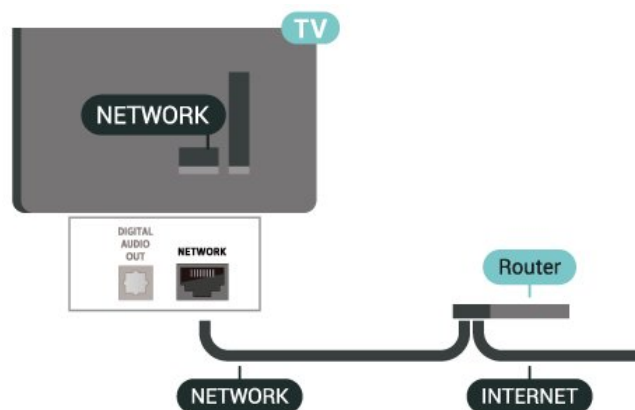 TV
NETWORK
DIGITAL
AUDIO
OUT
NETWORK
Router
NETWORK
INTERNET